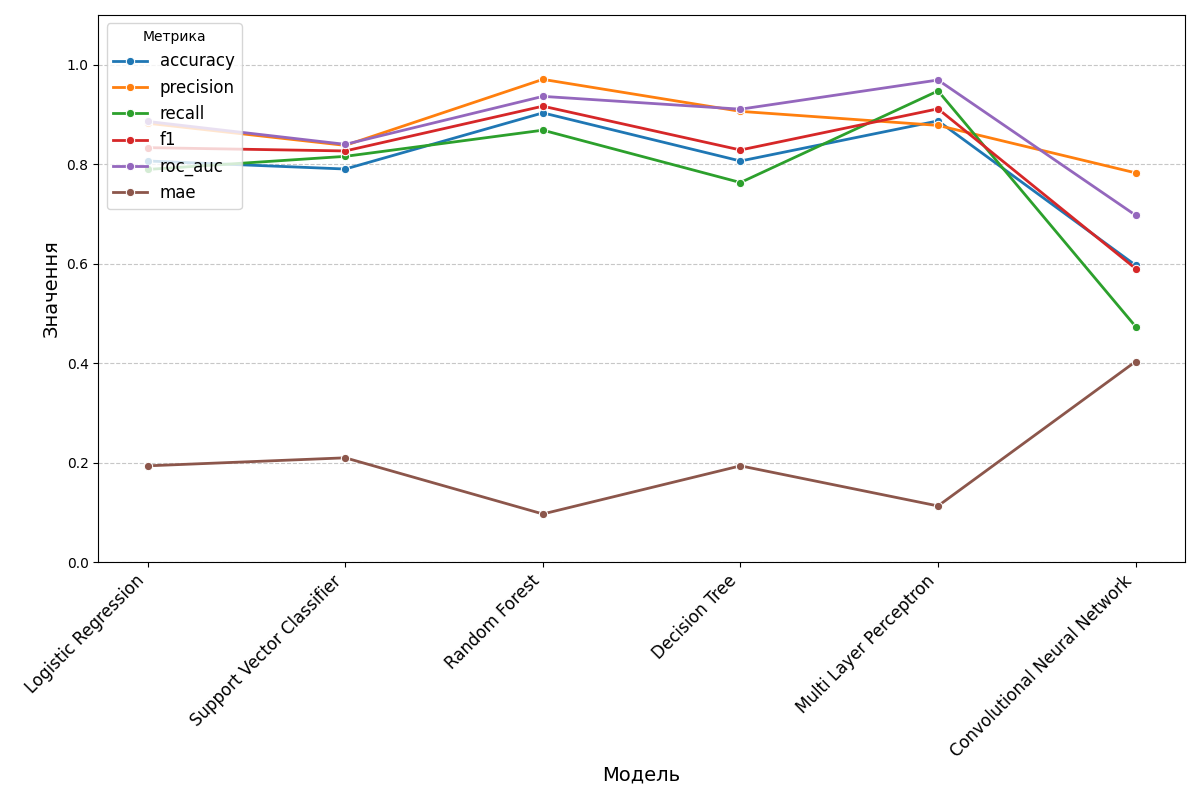 Метрика
accuracy
precision
recall
f1
roc_auc
mae
1.0
0.8
0.6
0.4
0.2
0.0
Значення
Logistic Regression
Support Vector Classifier
Random Forest
Decision Tree
Multi Layer Perceptron
Convolutional Neural Network
Модель